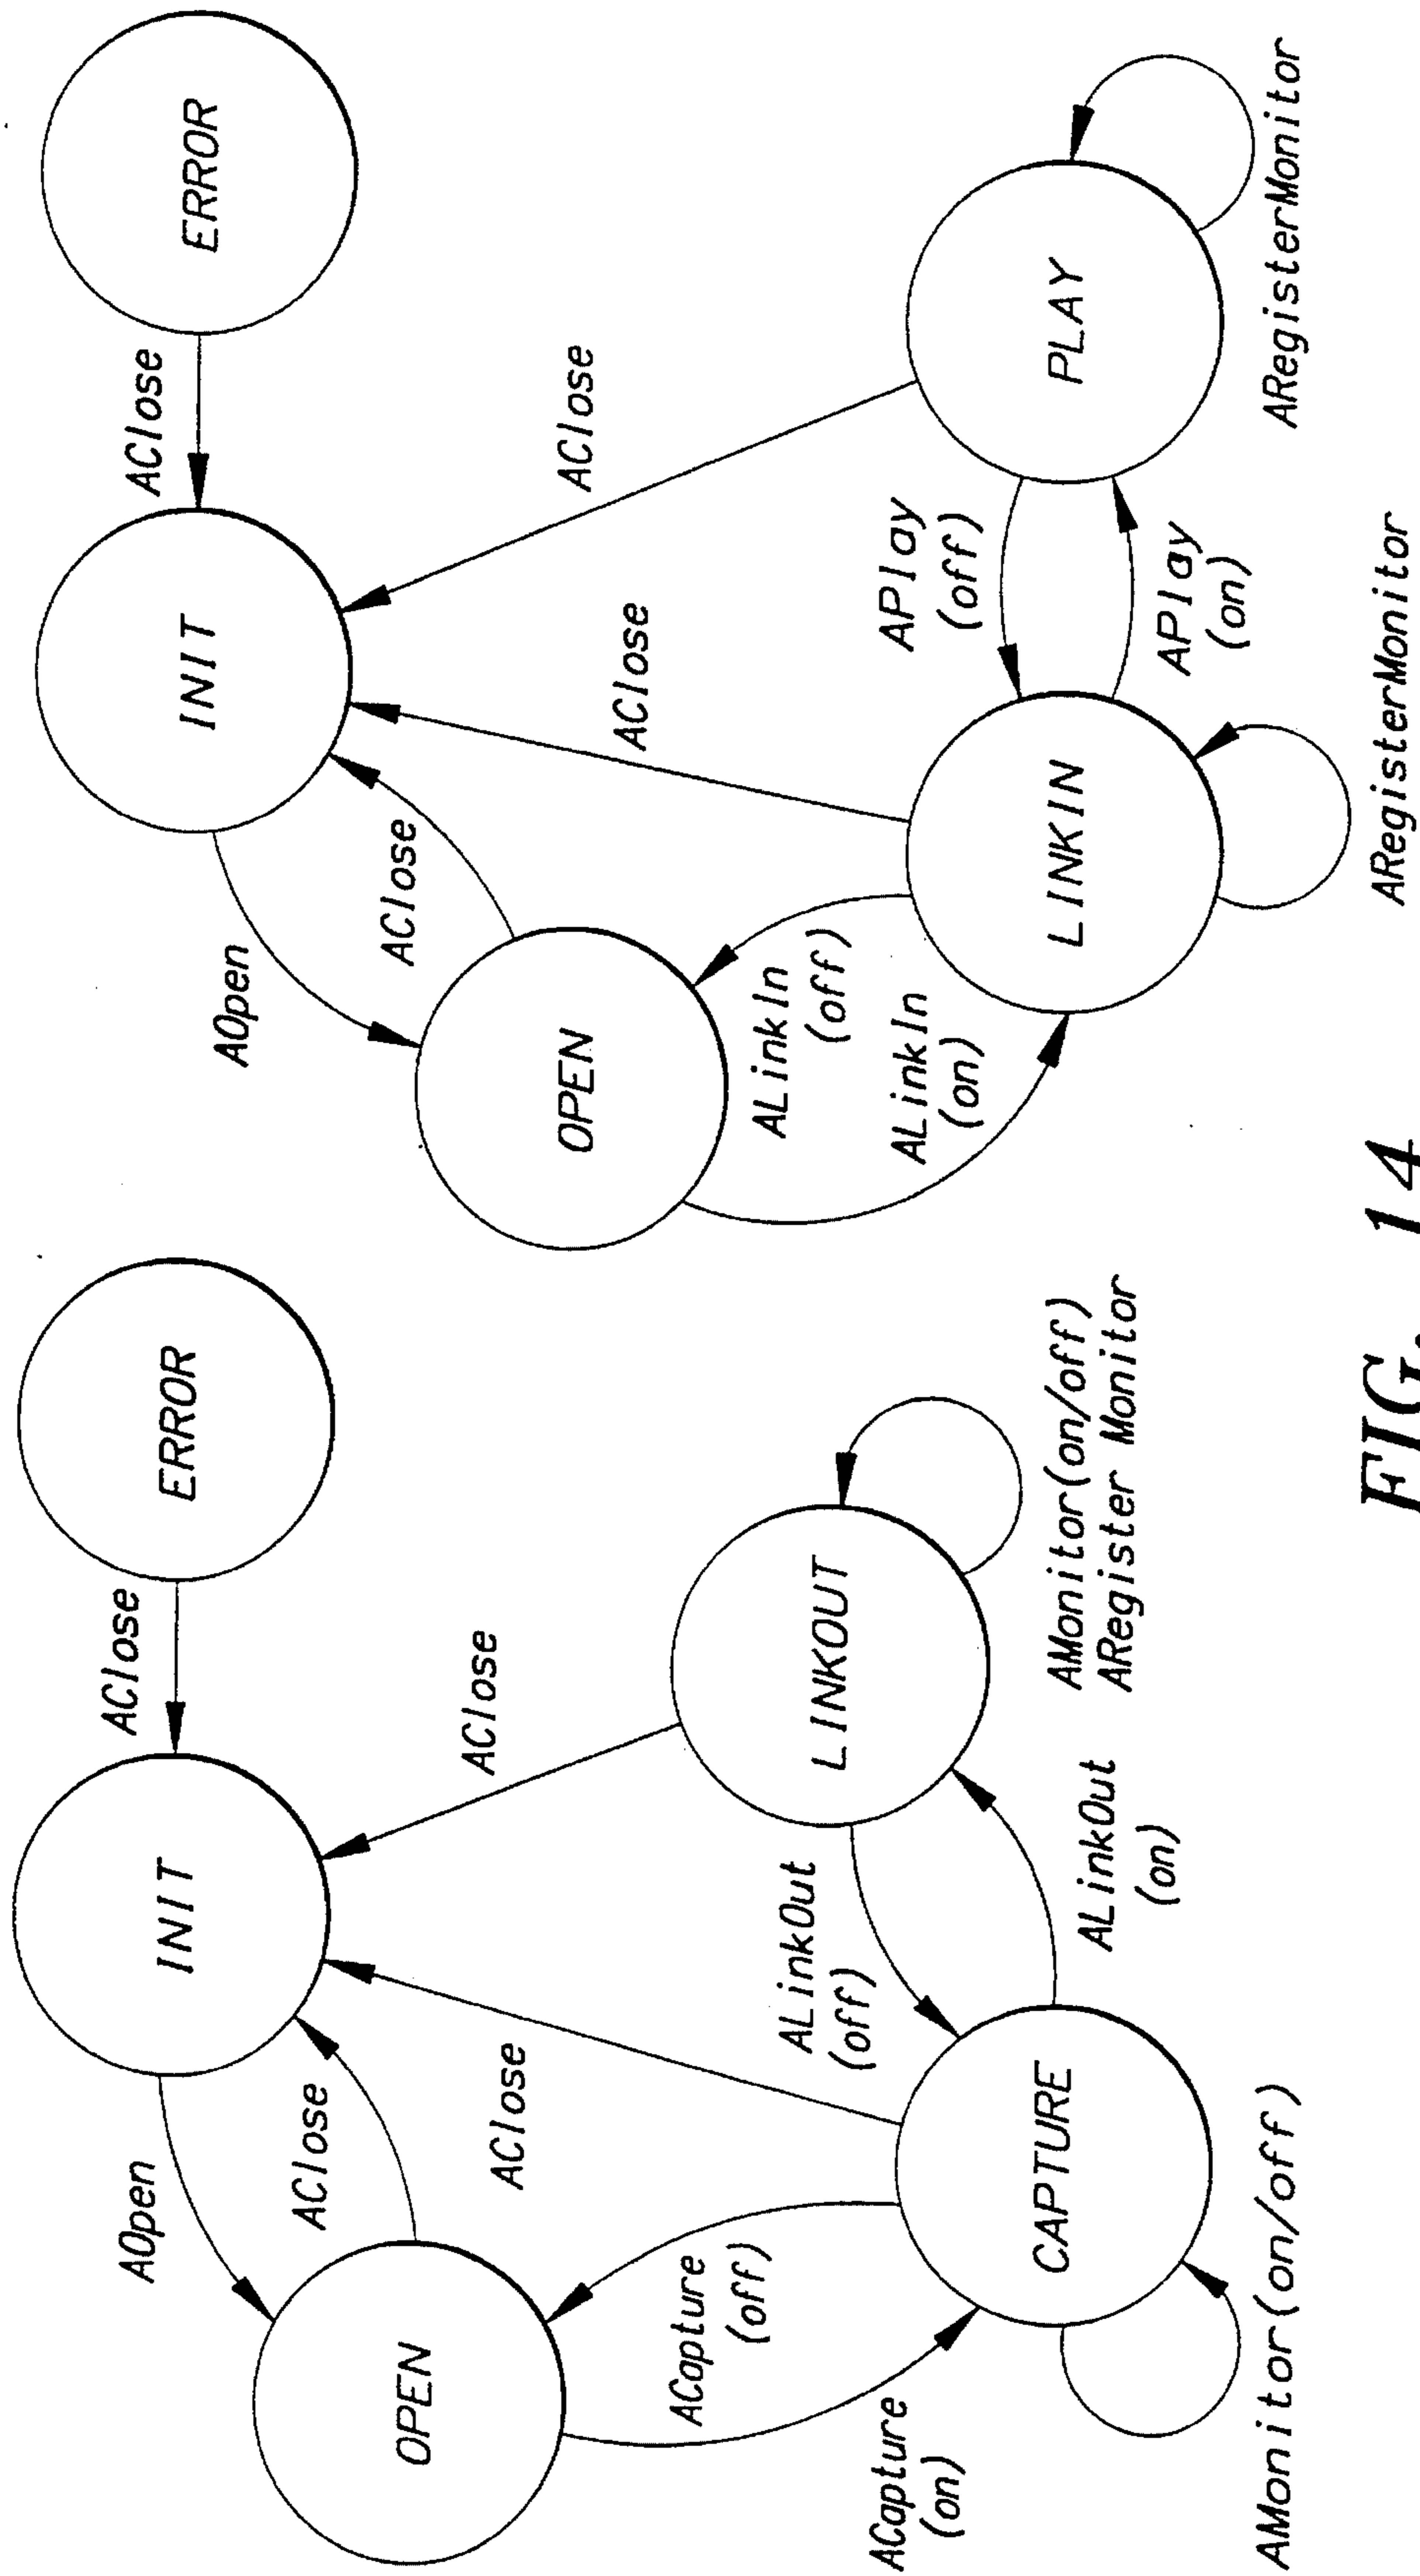 INIT
ERROR
AClose
AOpen
AClose
AClose
AClose
OPEN
LINKOUT
ACapture
(off)
ALinkOut
(off)
ACapture
(on)
CAPTURE
ALinkOut
(on)
AMonitor(on/off)
ARegister Monitor
AMonitor(on/off)
INIT
ERROR
AClose
AOpen
AClose
AClose
AClose
OPEN
ALinkIn
(off)
ALinkIn
(on)
LINKIN
APlay
(off)
APlay
(on)
PLAY
ARegisterMonitor
ARegisterMonitor
FIG. 14